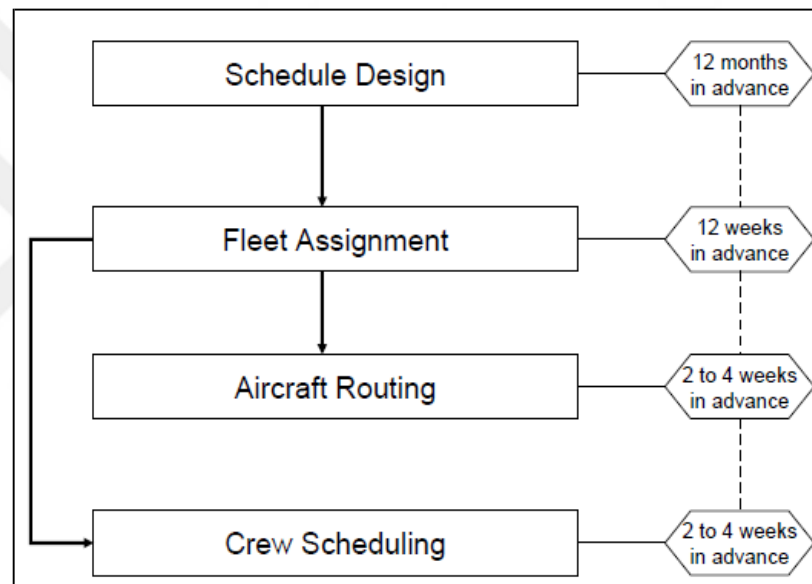 Schedule Design
12 months
in advance
Fleet Assignment
12 weeks
in advance
Aircraft Routing
2 to 4 weeks
in advance
Crew Scheduling
2 to 4 weeks
in advance